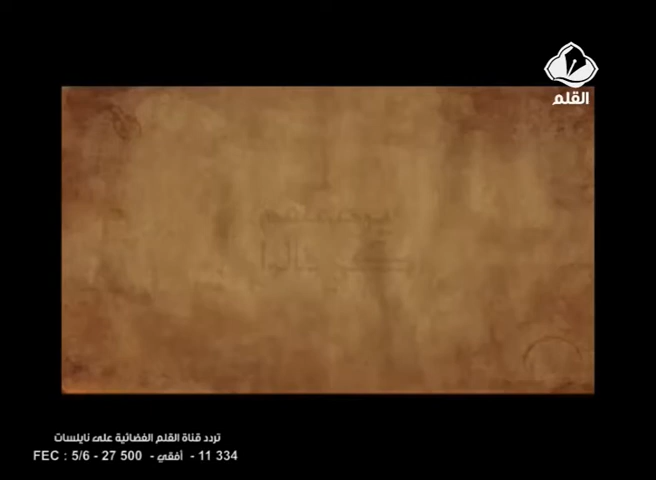 القلم
تردد قناة القلم الفضائية على نايلسات
FEC : 5/6 - 27 500 - أفقي - 11 334